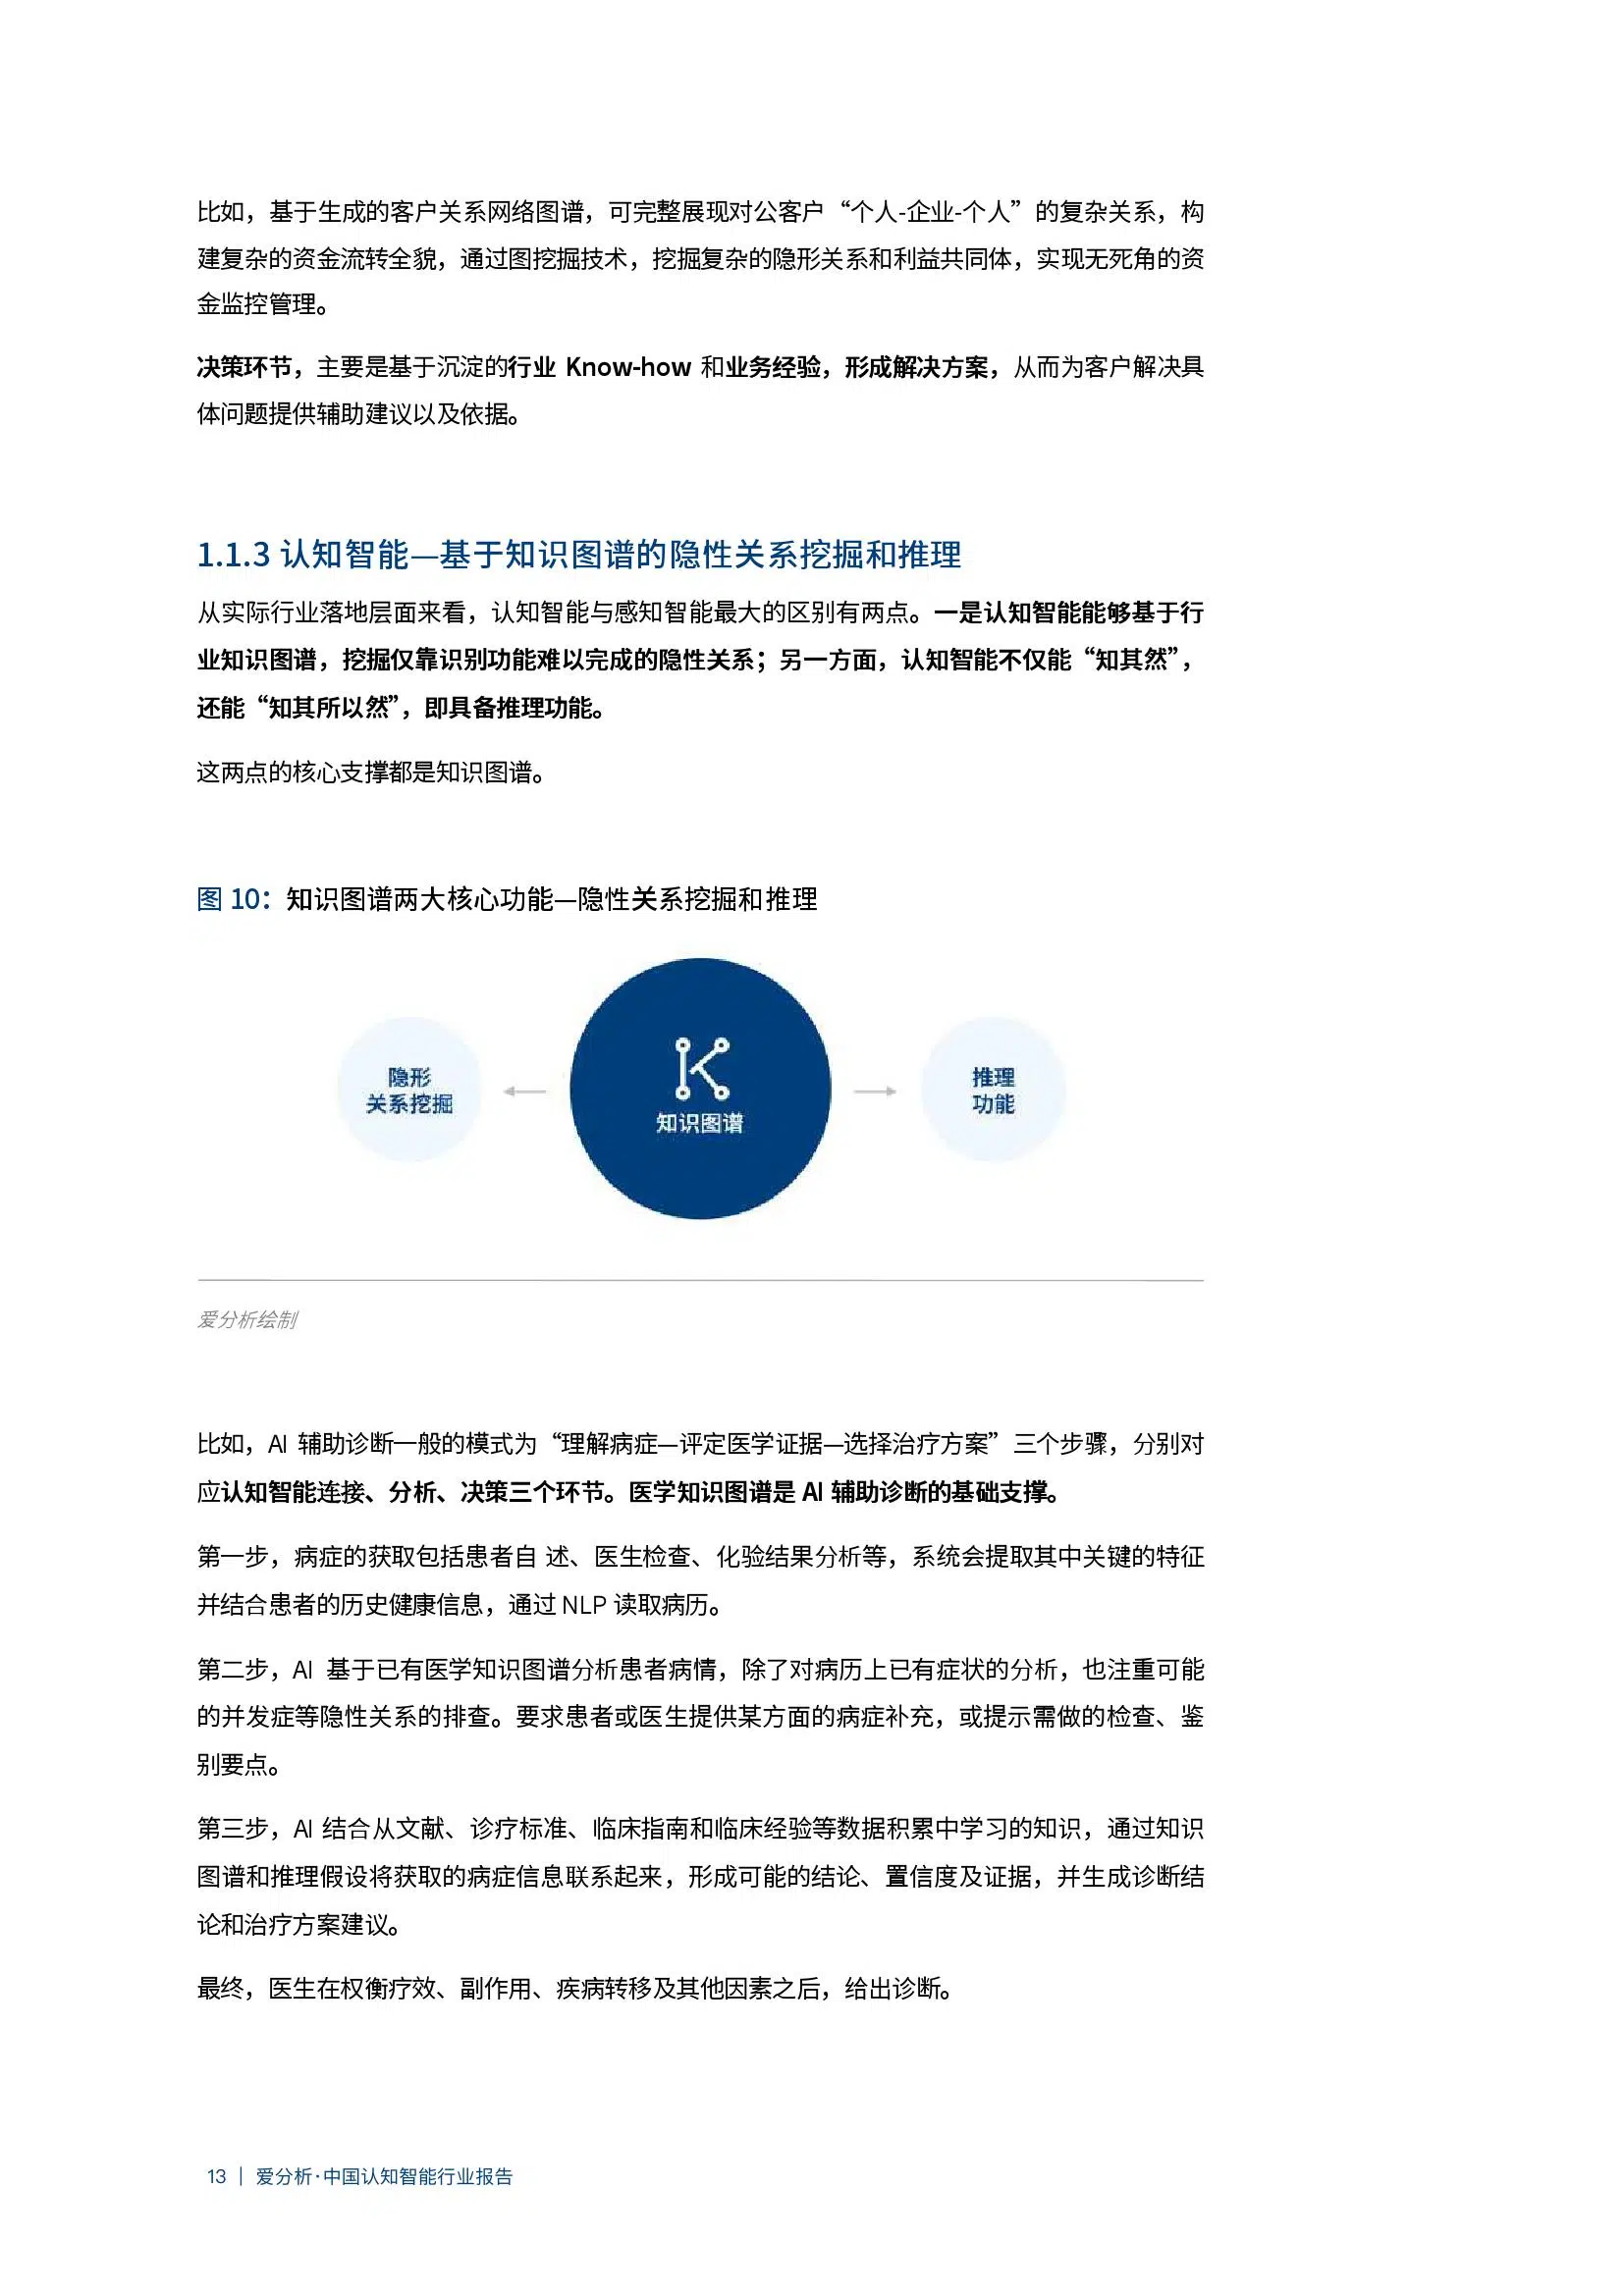 比如，基于生成的客户关系网络图谱，可完整展现对公客户“个人-企业-个人”的复杂关系，构
建复杂的资金流转全貌，通过图挖掘技术，挖掘复杂的隐形关系和利益共同体，实现无死角的资
金监控管理。
决策环节，主要是基于沉淀的行业 Know-how 和业务经验，形成解决方案，从而为客户解决具
体问题提供辅助建议以及依据。
1.1.3 认知智能—基于知识图谱的隐性关系挖掘和推理
从实际行业落地层面来看，认知智能与感知智能最大的区别有两点。一是认知智能能够基于行
业知识图谱，挖掘仅靠识别功能难以完成的隐性关系；另一方面，认知智能不仅能“知其然”，
还能“知其所以然”，即具备推理功能。
这两点的核心支撑都是知识图谱。
图 10：知识图谱两大核心功能—隐性关系挖掘和推理
隐形
关系挖掘
知识图谱
推理
功能
爱分析绘制
比如，AI 辅助诊断一般的模式为“理解病症—评定医学证据—选择治疗方案”三个步骤，分别对
应认知智能连接、分析、决策三个环节。医学知识图谱是 AI 辅助诊断的基础支撑。
第一步，病症的获取包括患者自 述、医生检查、化验结果分析等，系统会提取其中关键的特征
并结合患者的历史健康信息，通过 NLP 读取病历。
第二步，AI 基于已有医学知识图谱分析患者病情，除了对病历上已有症状的分析，也注重可能
的并发症等隐性关系的排查。要求患者或医生提供某方面的病症补充，或提示需做的检查、鉴
别要点。
第三步，AI 结合从文献、诊疗标准、临床指南和临床经验等数据积累中学习的知识，通过知识
图谱和推理假设将获取的病症信息联系起来，形成可能的结论、置信度及证据，并生成诊断结
论和治疗方案建议。
最终，医生在权衡疗效、副作用、疾病转移及其他因素之后，给出诊断。
13 | 爱分析·中国认知智能行业报告